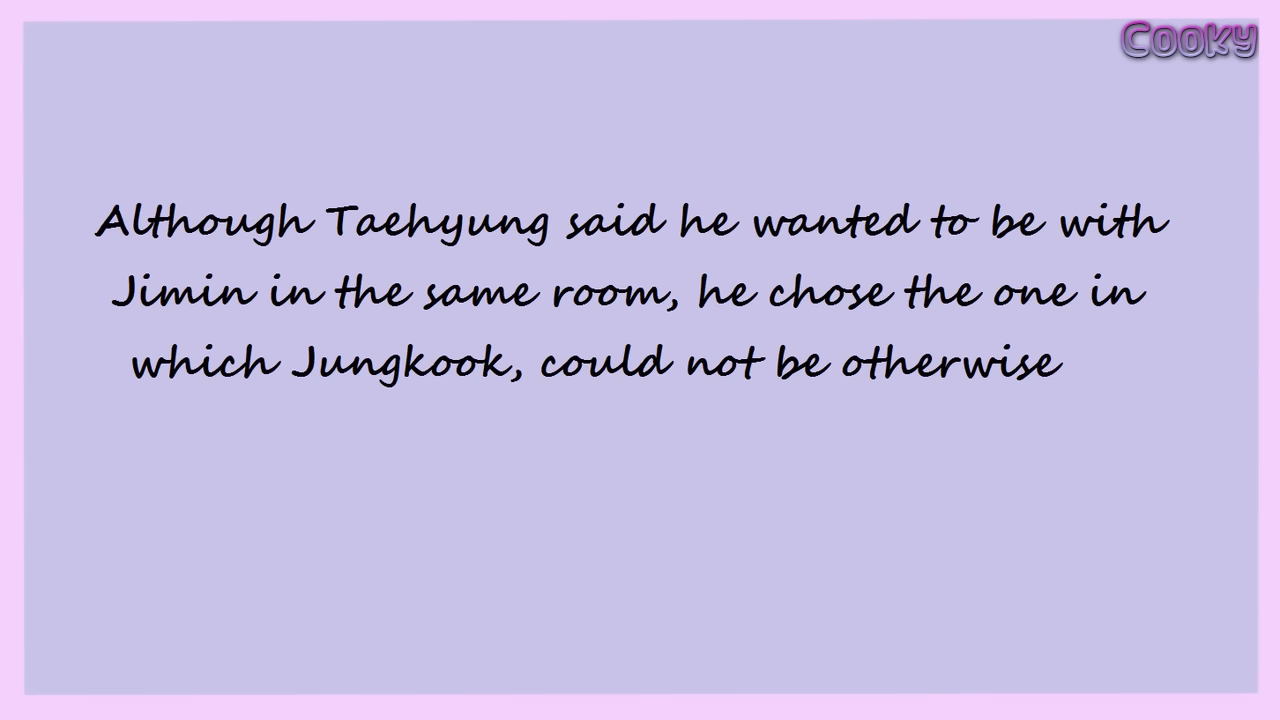 Cooky
Although Taehyung said he wanted to be with
Jimin in the same room, he chose the one in
which Jungkook, could not be otherwise